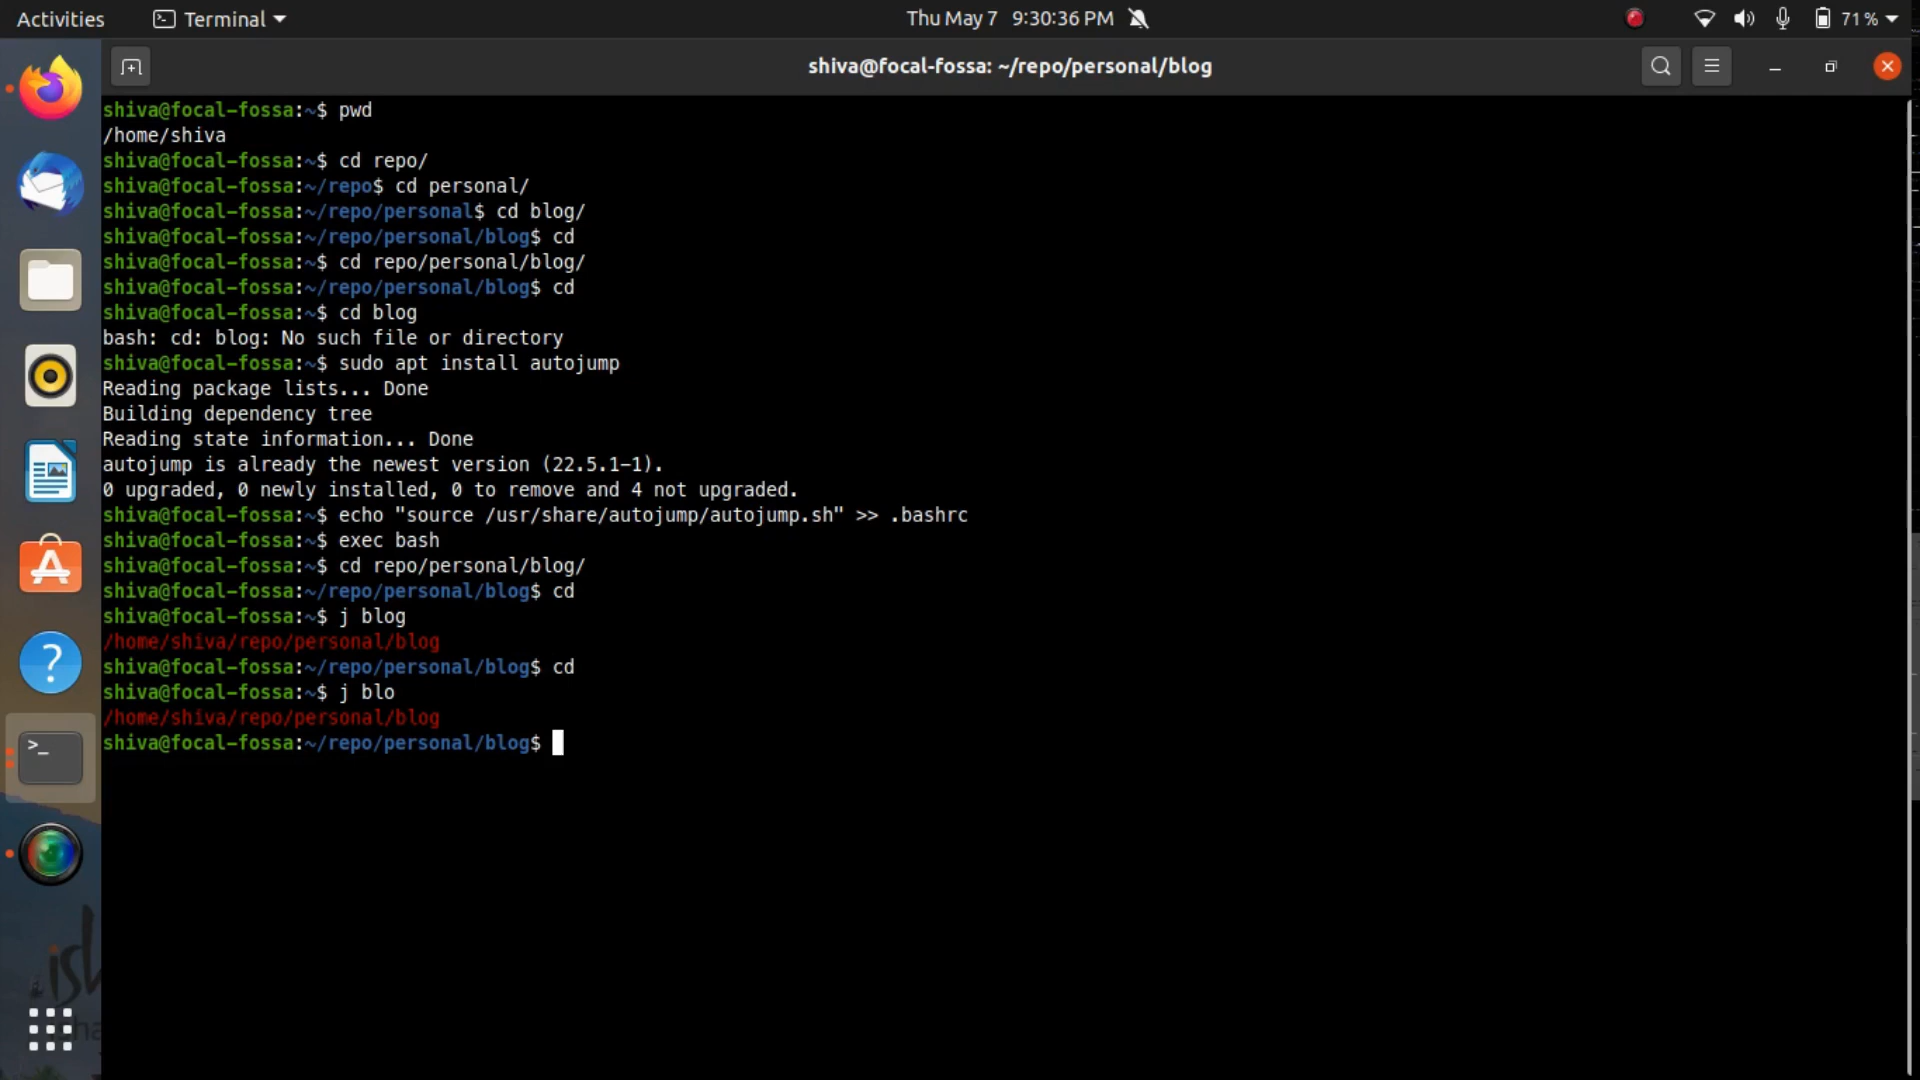 Activities Terminal Thu May 7 9:30:36 PM 71 %
shiva@focal-fossa: ~/repo/personal/blog
shiva@focal-fossa:~$ pwd
/home/shiva
shiva@focal-fossa:~$ cd repo/
shiva@focal-fossa:~/repo$ cd personal/
shiva@focal-fossa:~/repo/personal$ cd blog/
shiva@focal-fossa:~/repo/personal/blog$ cd
shiva@focal-fossa:~$ cd repo/personal/blog/
shiva@focal-fossa:~/repo/personal/blog$ cd
shiva@focal-fossa:~$ cd blog
bash: cd: blog: No such file or directory
shiva@focal-fossa:~$ sudo apt install autojump
Reading package lists... Done
Building dependency tree
Reading state information... Done
autojump is already the newest version (22.5.1-1).
0 upgraded, 0 newly installed, 0 to remove and 4 not upgraded.
shiva@focal-fossa:~$ echo "source /usr/share/autojump/autojump.sh" >> .bashrc
shiva@focal-fossa:~$ exec bash
shiva@focal-fossa:~$ cd repo/personal/blog/
shiva@focal-fossa:~/repo/personal/blog$ cd
shiva@focal-fossa:~$ j blog
/home/shiva/repo/personal/blog
shiva@focal-fossa:~/repo/personal/blog$ cd
shiva@focal-fossa:~$ j blo
/home/shiva/repo/personal/blog
shiva@focal-fossa:~/repo/personal/blog$